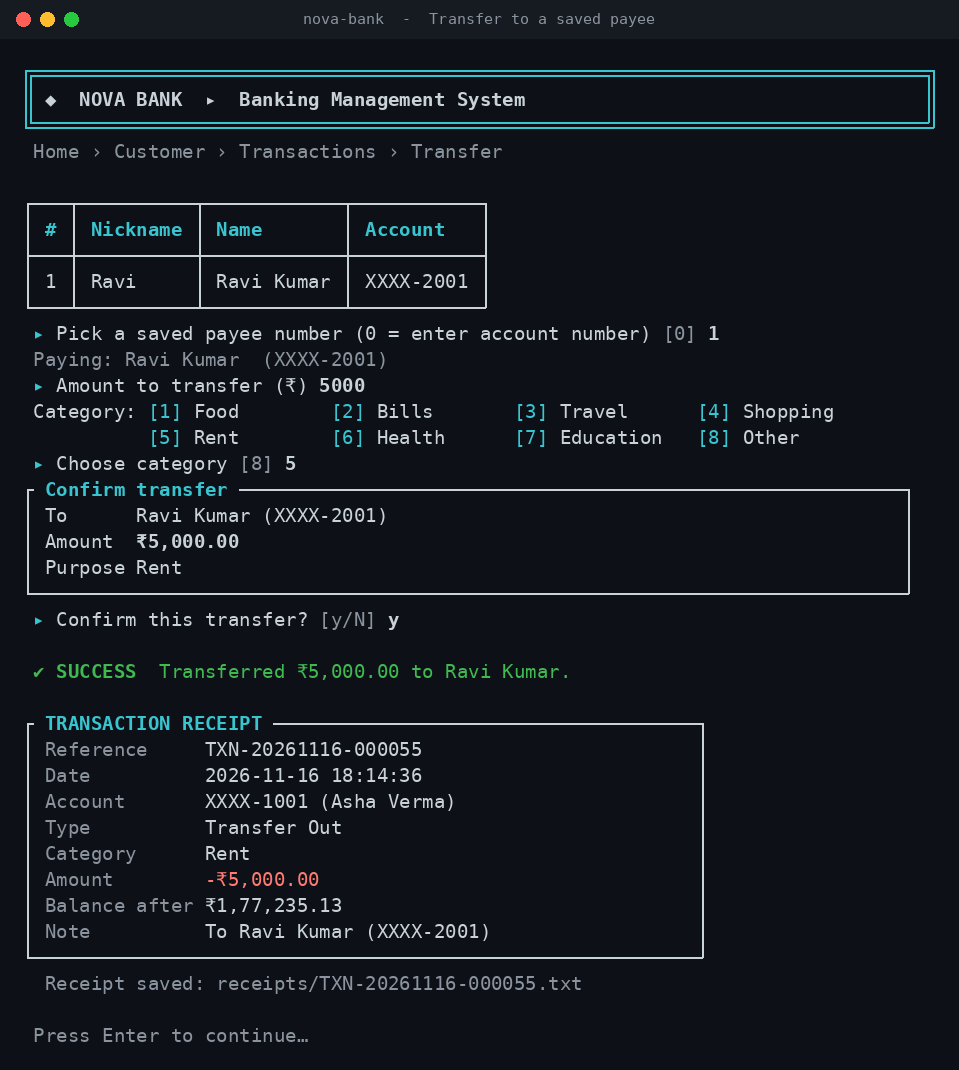 nova-bank  -  Transfer to a saved payee
◆  NOVA BANK  ▸  Banking Management System
Home › Customer › Transactions › Transfer
#  Nickname  Name  Account
1  Ravi  Ravi Kumar  XXXX-2001
▸ Pick a saved payee number (0 = enter account number) [0] 1
Paying: Ravi Kumar  (XXXX-2001)
▸ Amount to transfer (₹) 5000
Category: [1] Food  [2] Bills  [3] Travel  [4] Shopping
[5] Rent  [6] Health  [7] Education  [8] Other
▸ Choose category [8] 5
Confirm transfer
To  Ravi Kumar (XXXX-2001)
Amount  ₹5,000.00
Purpose Rent
▸ Confirm this transfer? [y/N] y
✔ SUCCESS  Transferred ₹5,000.00 to Ravi Kumar.
TRANSACTION RECEIPT
Reference  TXN-20261116-000055
Date  2026-11-16 18:14:36
Account  XXXX-1001 (Asha Verma)
Type  Transfer Out
Category  Rent
Amount  -₹5,000.00
Balance after ₹1,77,235.13
Note  To Ravi Kumar (XXXX-2001)
Receipt saved: receipts/TXN-20261116-000055.txt
Press Enter to continue…